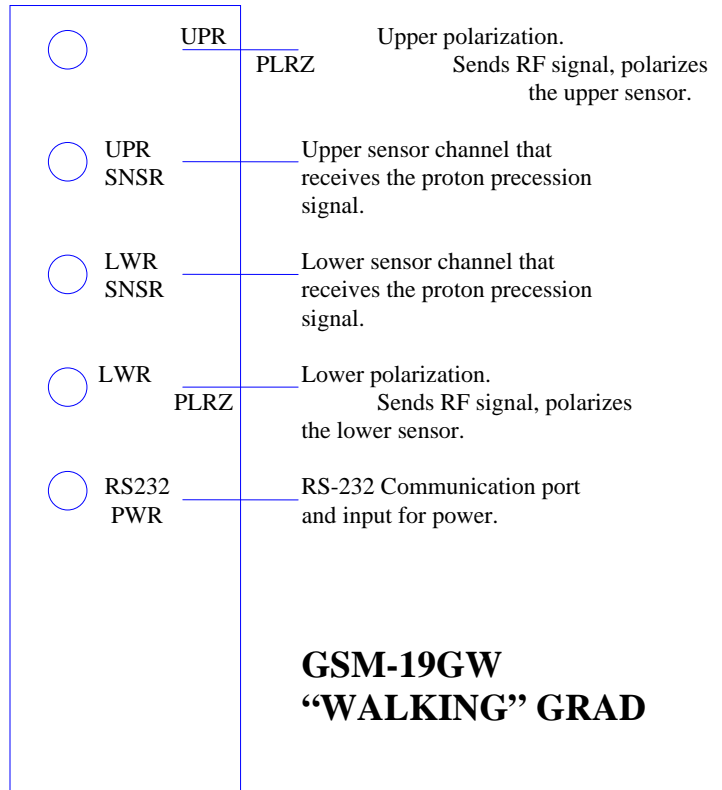 UPR Upper polarization.
PLRZ Sends RF signal, polarizes
the upper sensor.
UPR Upper sensor channel that
SNSR receives the proton precession
signal.
LWR Lower sensor channel that
SNSR receives the proton precession
signal.
LWR Lower polarization.
PLRZ Sends RF signal, polarizes
the lower sensor.
RS232 RS-232 Communication port
PWR and input for power.
GSM-19GW
“WALKING” GRAD